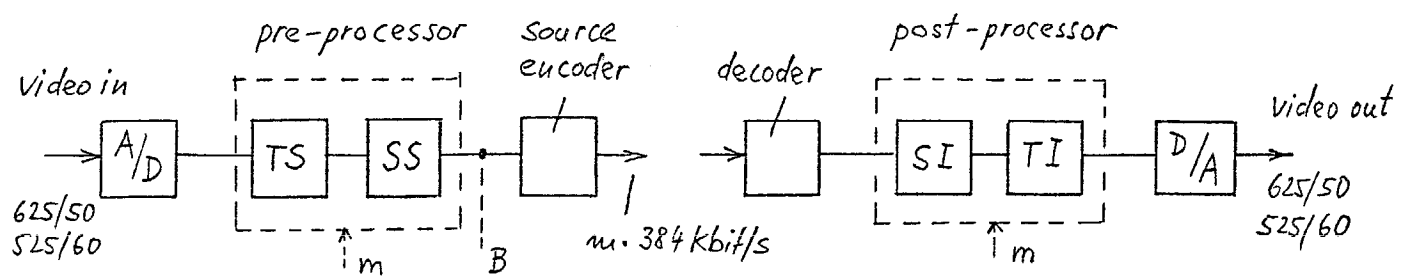 pre-processor
source
encoder
decoder
post-processor
video in
video out
A/D
TS
SS
SI
TI
D/A
625/50
525/60
m
B
m · 384 kbit/s
m
625/50
525/60